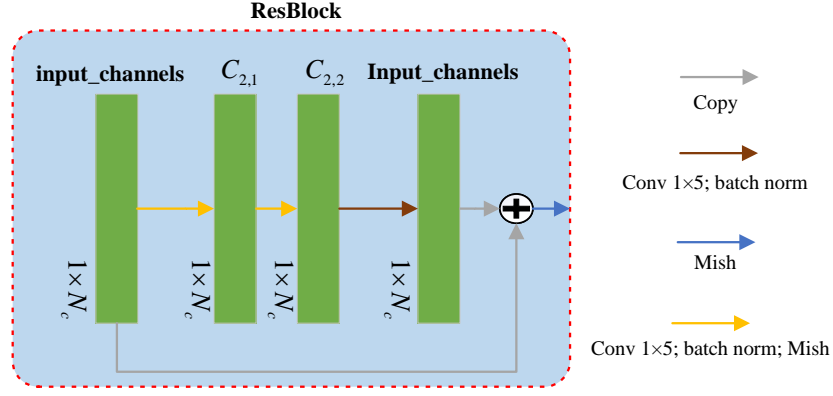 ResBlock
input_channels
C2,1
C2,2
Input_channels
1×Nc
1×Nc
1×Nc
1×Nc
Copy
Conv 1×5; batch norm
Mish
Conv 1×5; batch norm; Mish